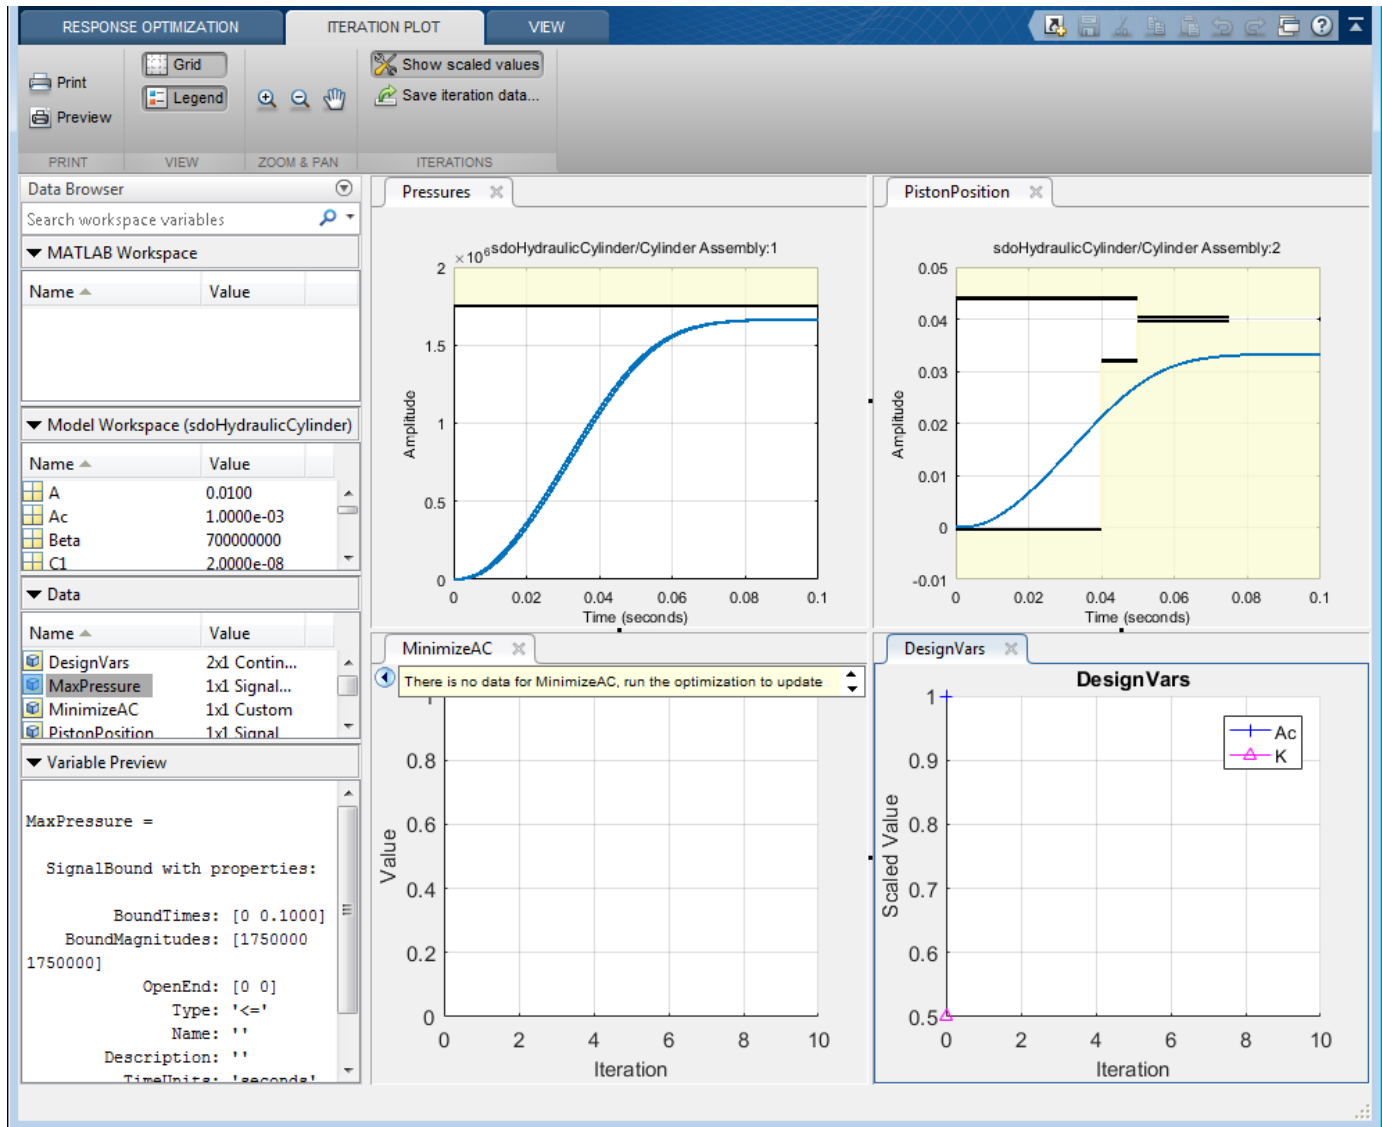 RESPONSE OPTIMIZATION
ITERATION PLOT
VIEW
Print
Preview
PRINT
Grid
Legend
VIEW
ZOOM & PAN
Show scaled values
Save iteration data...
ITERATIONS
Data Browser
Search workspace variables
MATLAB Workspace
Name Value
Model Workspace (sdoHydraulicCylinder)
Name Value
A 0.0100
Ac 1.0000e-03
Beta 700000000
C1 2.0000e-08
Data
Name Value
DesignVars 2x1 Contin...
MaxPressure 1x1 Signal...
MinimizeAC 1x1 Custom
PistonPosition 1x1 Signal
Variable Preview
MaxPressure =
SignalBound with properties:
BoundTimes: [0 0.1000]
BoundMagnitudes: [1750000
1750000]
OpenEnd: [0 0]
Type: '<='
Name: ''
Description: ''
TimeUnits: 'seconds'
Pressures
sdoHydraulicCylinder/Cylinder Assembly:1
×10⁶
2
1.5
1
0.5
0
Amplitude
0 0.02 0.04 0.06 0.08 0.1
Time (seconds)
PistonPosition
sdoHydraulicCylinder/Cylinder Assembly:2
0.05
0.04
0.03
0.02
0.01
0
-0.01
Amplitude
0 0.02 0.04 0.06 0.08 0.1
Time (seconds)
MinimizeAC
There is no data for MinimizeAC, run the optimization to update
1
0.8
0.6
0.4
0.2
0
Value
0 2 4 6 8 10
Iteration
DesignVars
DesignVars
Ac
K
1
0.9
0.8
0.7
0.6
0.5
Scaled Value
0 2 4 6 8 10
Iteration